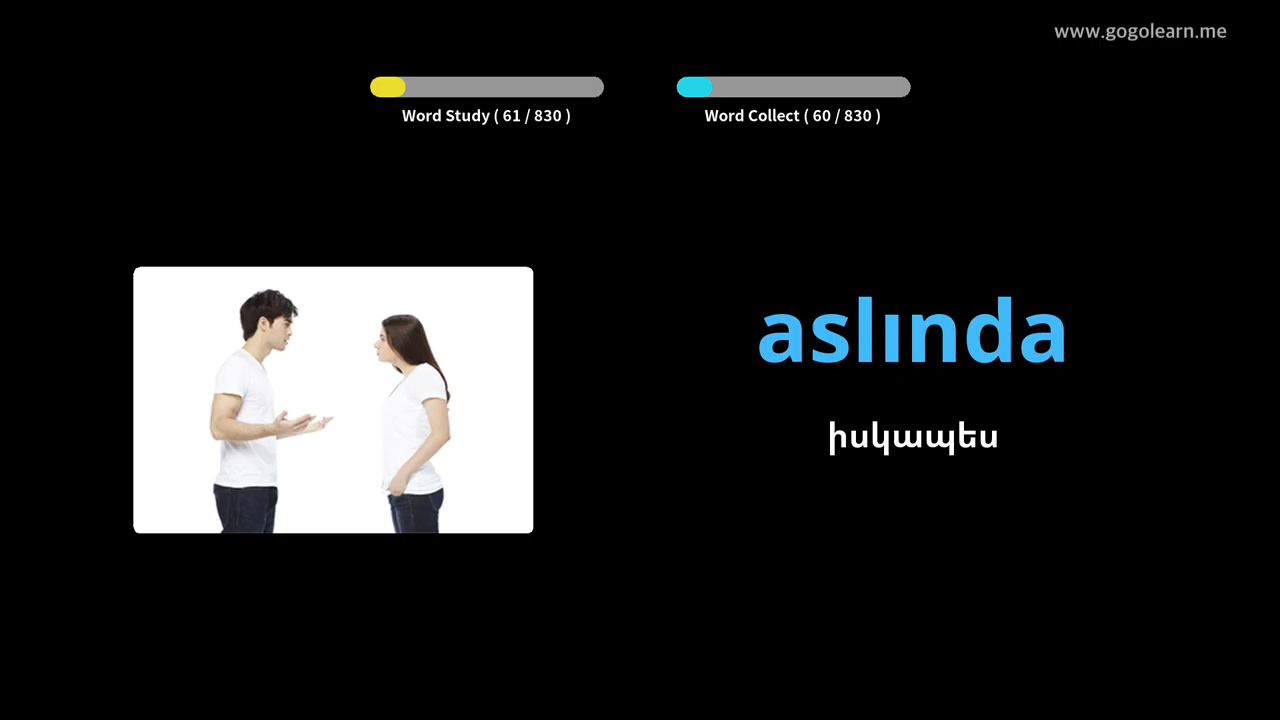 www.gogolearn.me
Word Study ( 61 / 830 )
Word Collect ( 60 / 830 )
aslında
իսկապես